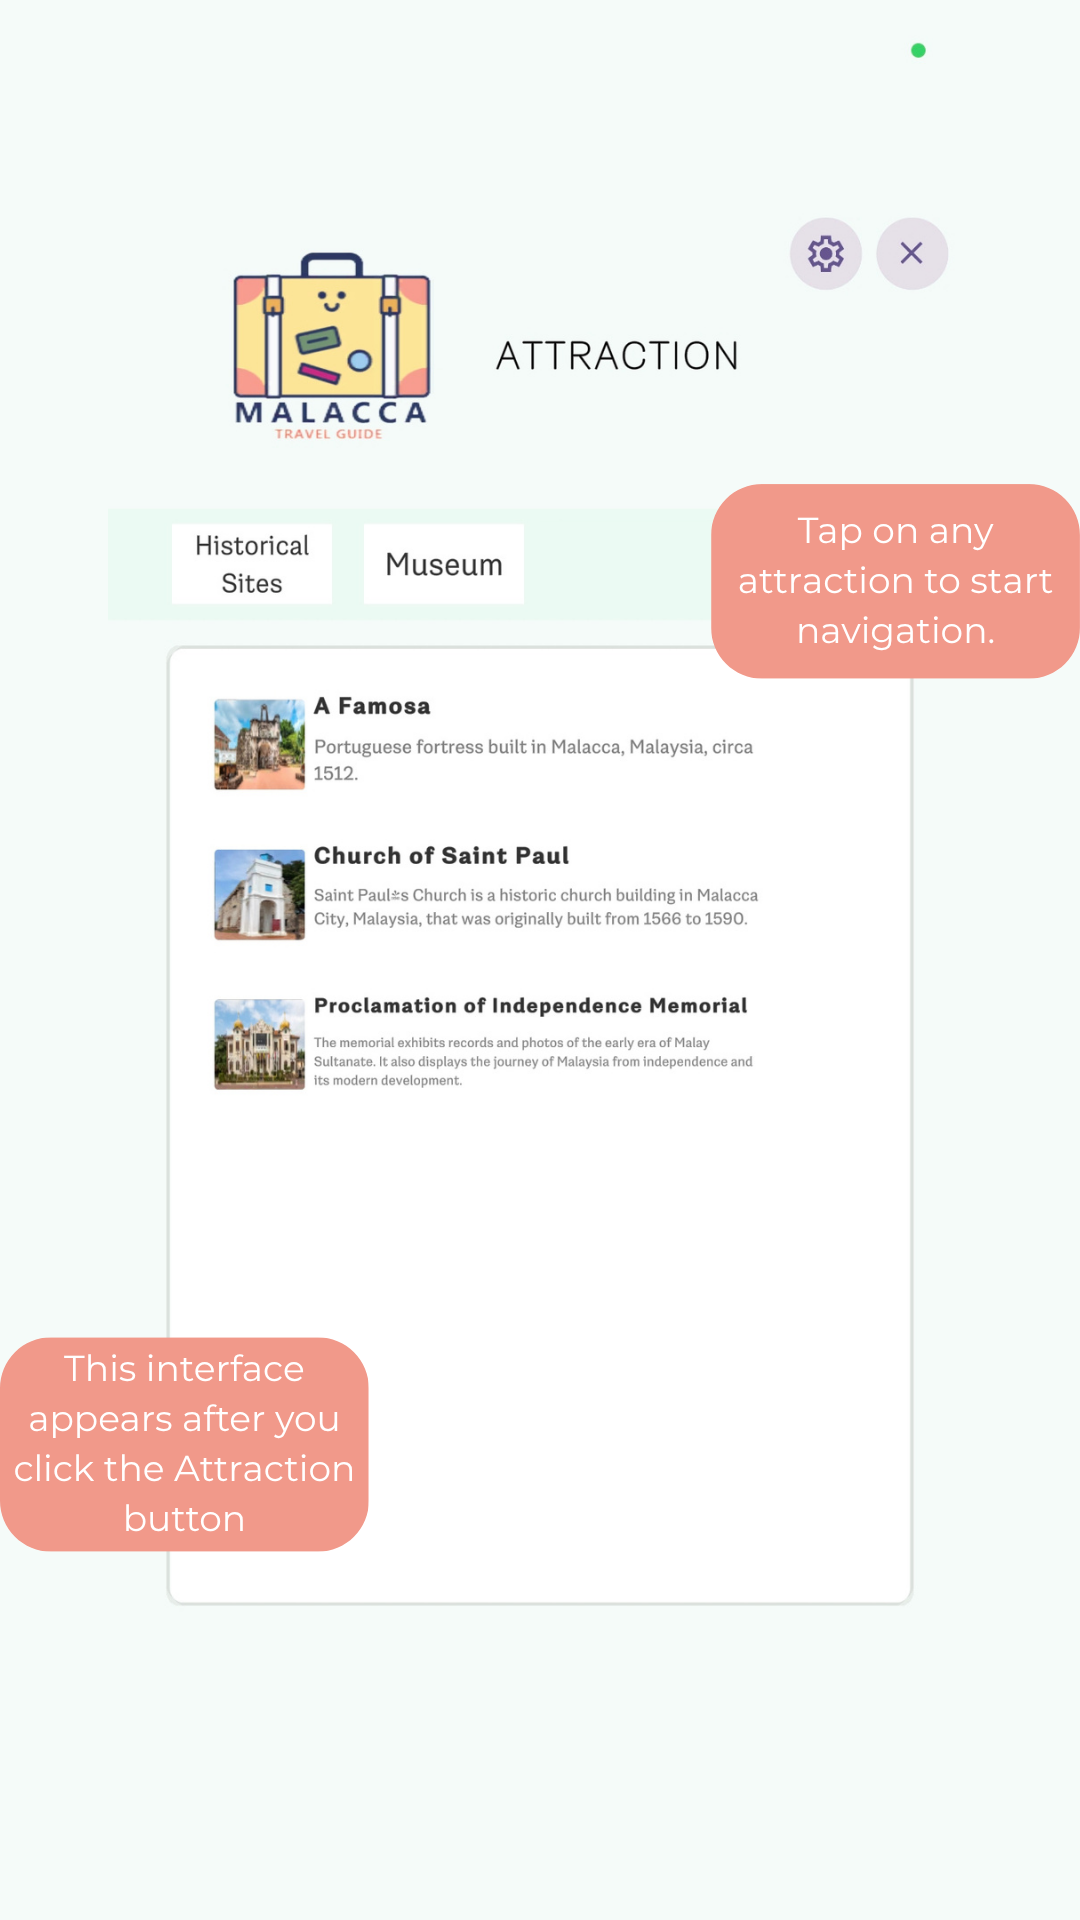 MALACCA
TRAVEL GUIDE
ATTRACTION
Historical
Sites
Museum
Tap on any
attraction to start
navigation.
A Famosa
Portuguese fortress built in Malacca, Malaysia, circa
1512.
Church of Saint Paul
Saint Paul≐s Church is a historic church building in Malacca
City, Malaysia, that was originally built from 1566 to 1590.
Proclamation of Independence Memorial
The memorial exhibits records and photos of the early era of Malay
Sultanate. It also displays the journey of Malaysia from independence and
its modern development.
This interface
appears after you
click the Attraction
button